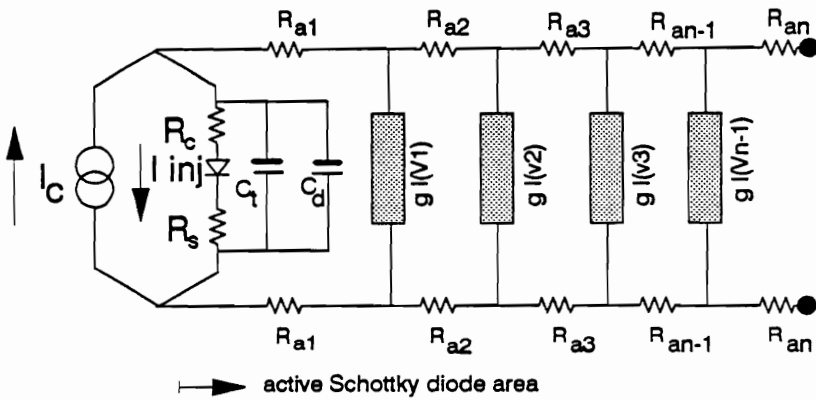 Ra1 Ra2 Ra3 Ran-1 Ran
Ic
I inj
Rc
Rs
Ct
Cd
g I(V1)
g I(v2)
g I(v3)
g I(Vn-1)
Ra1 Ra2 Ra3 Ran-1 Ran
active Schottky diode area